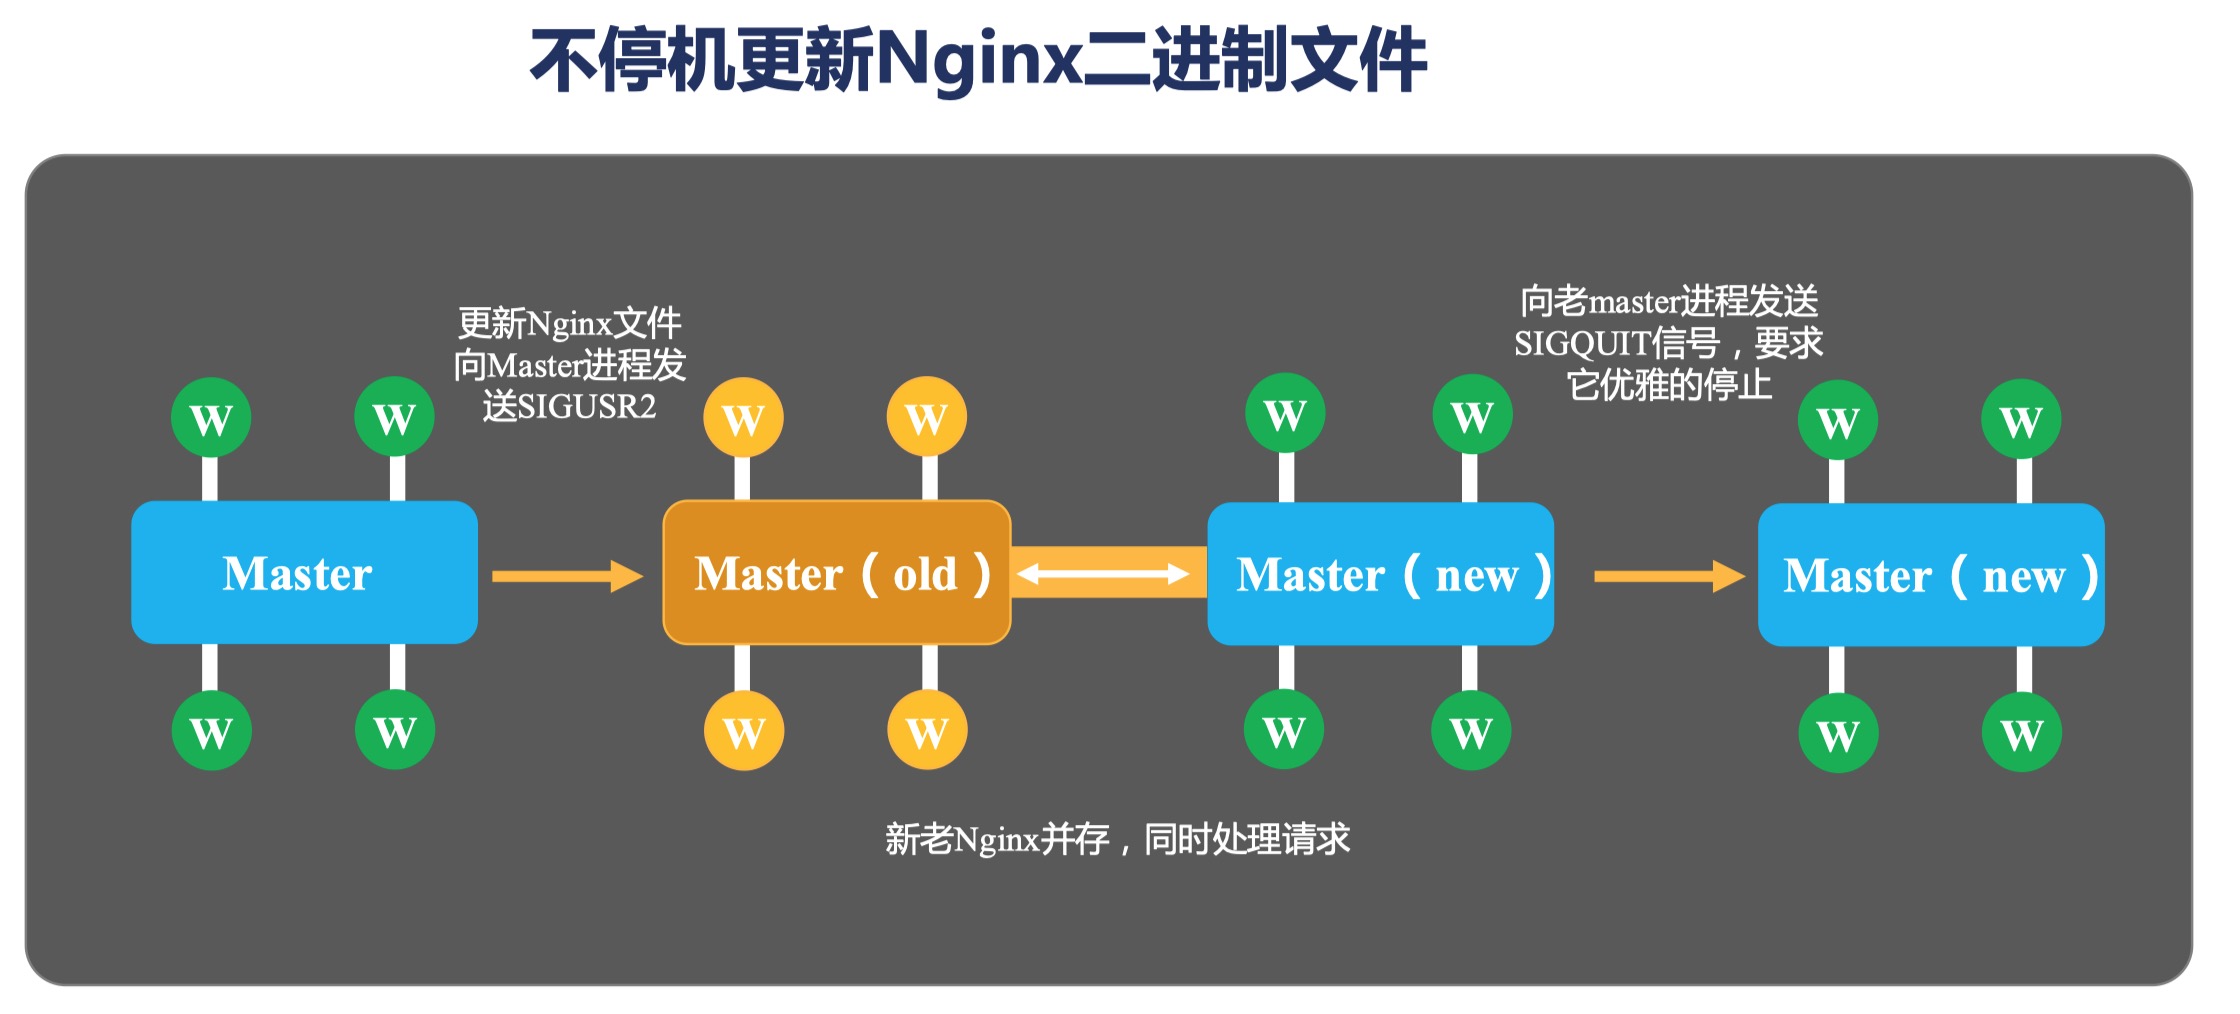 不停机更新Nginx二进制文件
更新Nginx文件
向Master进程发
送SIGUSR2
向老master进程发送
SIGQUIT信号，要求
它优雅的停止
W W W W W W W W
Master Master（old） Master（new） Master（new）
W W W W W W W W
新老Nginx并存，同时处理请求